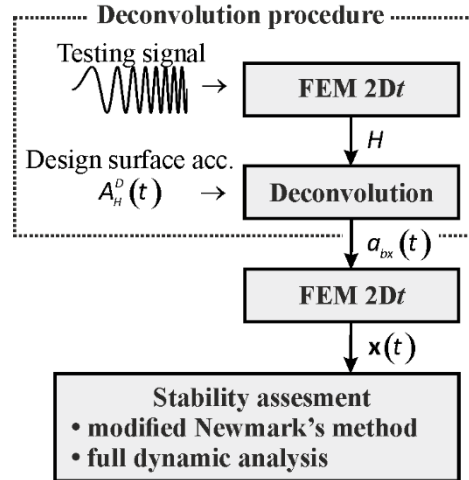 Deconvolution procedure
Testing signal
→ FEM 2Dt
H
Design surface acc.
A_H^D(t) → Deconvolution
a_bx(t)
FEM 2Dt
x(t)
Stability assesment
• modified Newmark's method
• full dynamic analysis